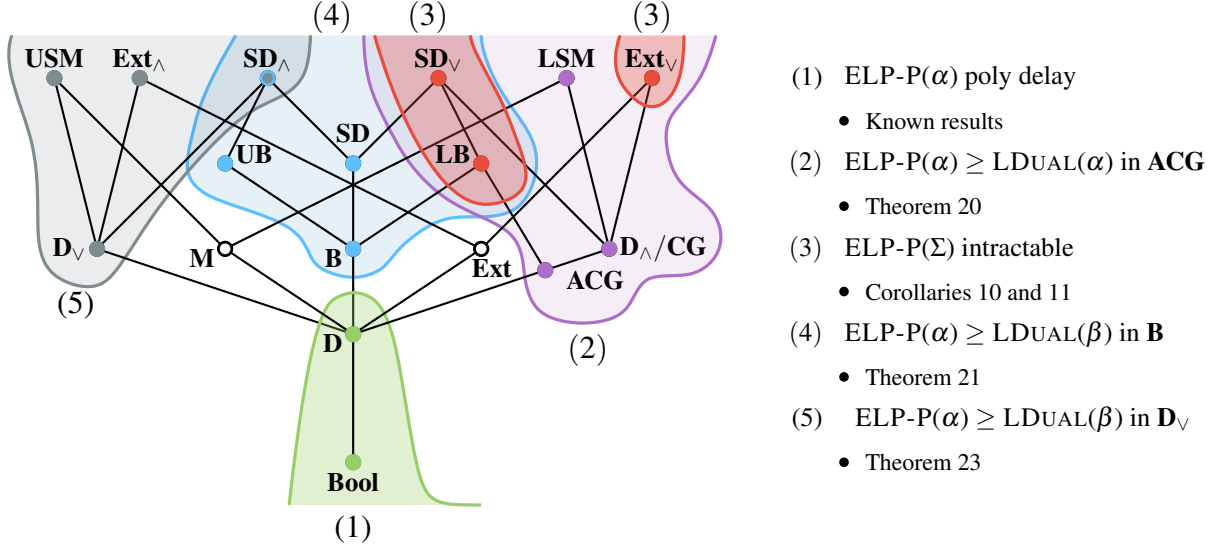 (4) (3) (3)
USM Ext∧ SD∧ SD∨ LSM Ext∨
UB SD LB
D∨ M B Ext D∧/CG
ACG
(5)
D
(2)
Bool
(1)
(1) ELP-P(α) poly delay
• Known results
(2) ELP-P(α) ≥ LDUAL(α) in ACG
• Theorem 20
(3) ELP-P(Σ) intractable
• Corollaries 10 and 11
(4) ELP-P(α) ≥ LDUAL(β) in B
• Theorem 21
(5) ELP-P(α) ≥ LDUAL(β) in D∨
• Theorem 23